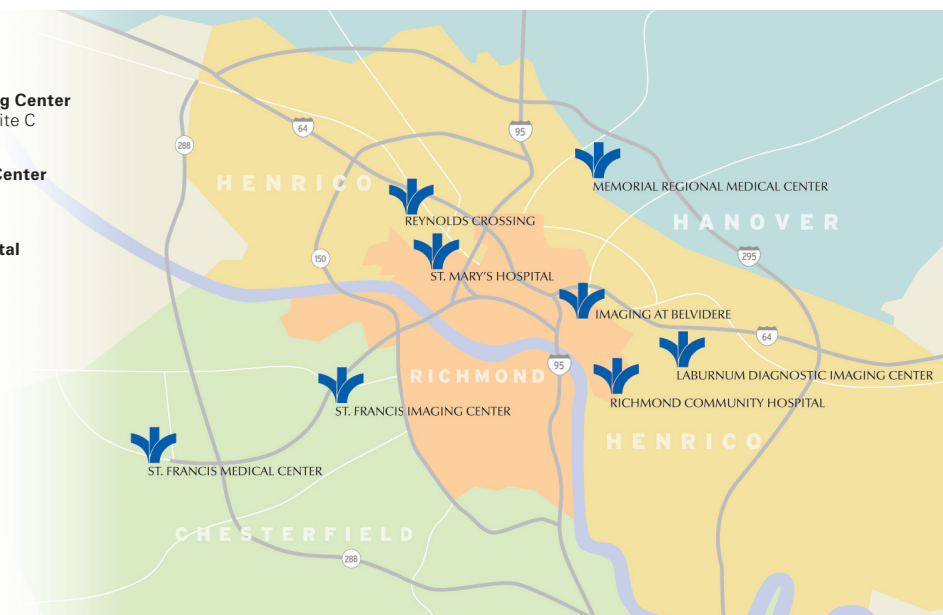 g Center
ite C
Center
tal
64
95
288
HENRICO
MEMORIAL REGIONAL MEDICAL CENTER
REYNOLDS CROSSING
HANOVER
150
295
ST. MARY'S HOSPITAL
IMAGING AT BELVIDERE
64
95
RICHMOND
LABURNUM DIAGNOSTIC IMAGING CENTER
ST. FRANCIS IMAGING CENTER
RICHMOND COMMUNITY HOSPITAL
HENRICO
ST. FRANCIS MEDICAL CENTER
CHESTERFIELD
288